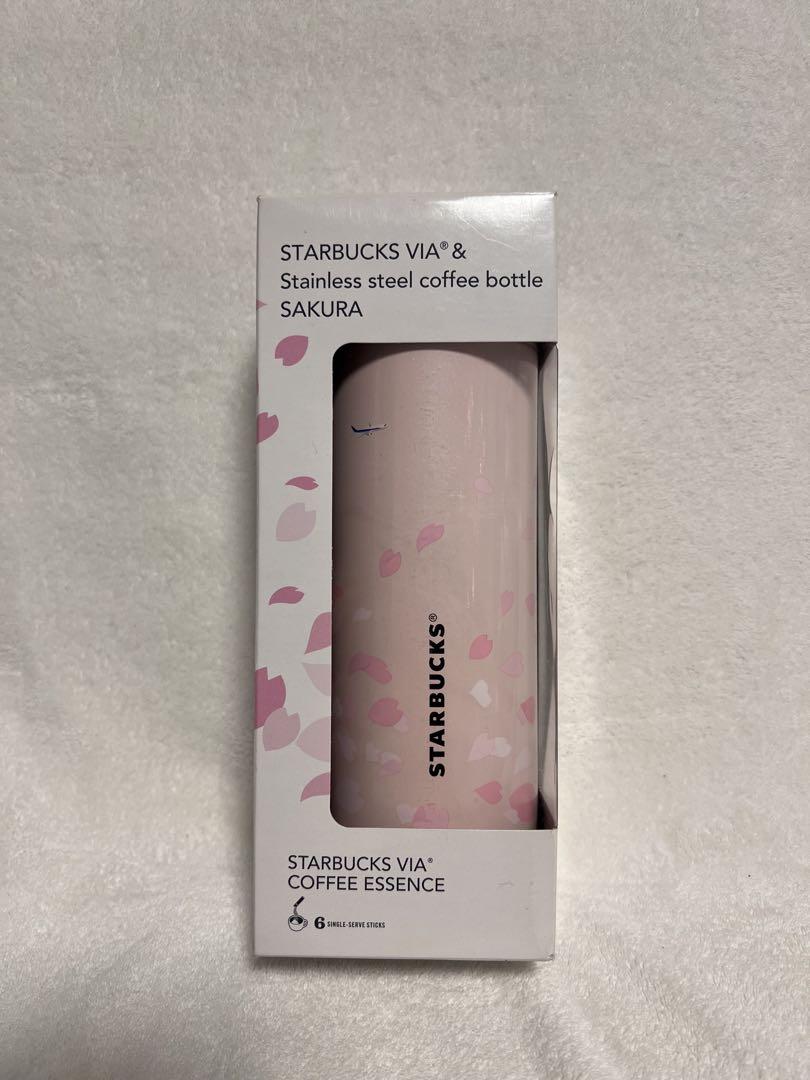 STARBUCKS VIA® &
Stainless steel coffee bottle
SAKURA
STARBUCKS®
STARBUCKS VIA®
COFFEE ESSENCE
6 SINGLE-SERVE STICKS